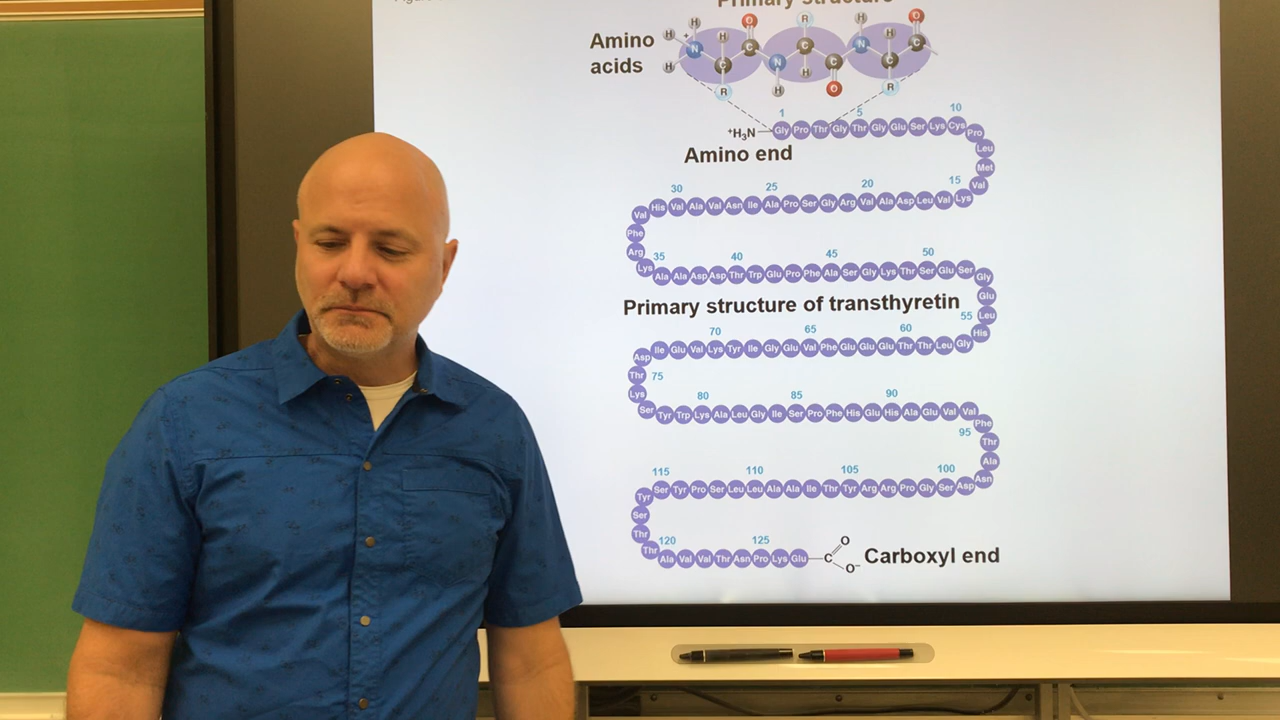 Primary structure
Amino
acids
H H + N H H C R O C R C H N H C O H N H C R O C
1 5 10
+H3N Gly Pro Thr Gly Thr Gly Glu Ser Lys Cys Pro
Leu
Met
Val
Amino end
30 25 20 15
Val His Val Ala Val Asn Ile Ala Pro Ser Gly Arg Val Ala Asp Leu Val Lys
Phe
Arg
Lys
35 40 45 50
Ala Ala Asp Asp Thr Trp Glu Pro Phe Ala Ser Gly Lys Thr Ser Glu Ser Gly
Glu
Leu
His
Primary structure of transthyretin
70 65 60 55
Asp Ile Glu Val Lys Tyr Ile Gly Glu Val Phe Glu Glu Glu Thr Thr Leu Gly
Thr
Lys
Ser
75 80 85 90
Tyr Trp Lys Ala Leu Gly Ile Ser Pro Phe His Glu His Ala Glu Val Val Phe
Thr
Ala
Asn
95
115 110 105 100
Tyr Ser Tyr Pro Ser Leu Leu Ala Ala Ile Thr Tyr Arg Arg Pro Gly Ser Asp
Ser
Thr
Thr
120 125
Ala Val Val Thr Asn Pro Lys Glu C O O-
Carboxyl end